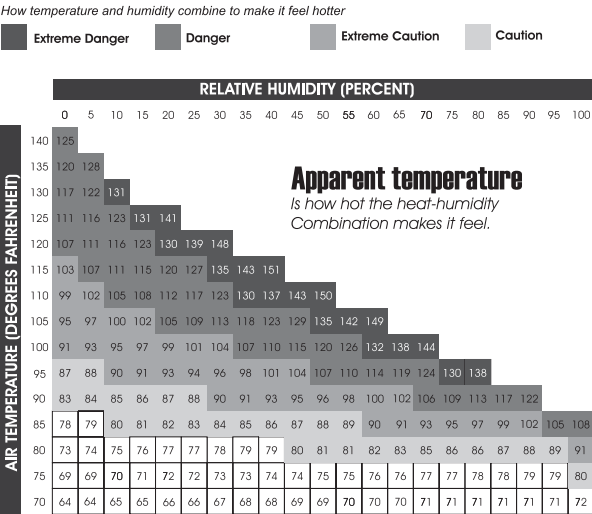 How temperature and humidity combine to make it feel hotter
Extreme Danger Danger Extreme Caution Caution
RELATIVE HUMIDITY (PERCENT)
0 5 10 15 20 25 30 35 40 45 50 55 60 65 70 75 80 85 90 95 100
AIR TEMPERATURE (DEGREES FAHRENHEIT)
140 125
135 120 128
130 117 122 131
125 111 116 123 131 141
120 107 111 116 123 130 139 148
115 103 107 111 115 120 127 135 143 151
110 99 102 105 108 112 117 123 130 137 143 150
105 95 97 100 102 105 109 113 118 123 129 135 142 149
100 91 93 95 97 99 101 104 107 110 115 120 126 132 138 144
95 87 88 90 91 93 94 96 98 101 104 107 110 114 119 124 130 138
90 83 84 85 86 87 88 90 91 93 95 96 98 100 102 106 109 113 117 122
85 78 79 80 81 82 83 84 85 86 87 88 89 90 91 93 95 97 99 102 105 108
80 73 74 75 76 77 77 78 79 79 80 81 81 82 83 85 86 86 87 88 89 91
75 69 69 70 71 72 72 73 73 74 74 75 75 76 76 77 77 78 78 79 79 80
70 64 64 65 65 66 66 67 68 68 69 69 70 70 70 71 71 71 71 71 71 72
Apparent temperature
Is how hot the heat-humidity
Combination makes it feel.